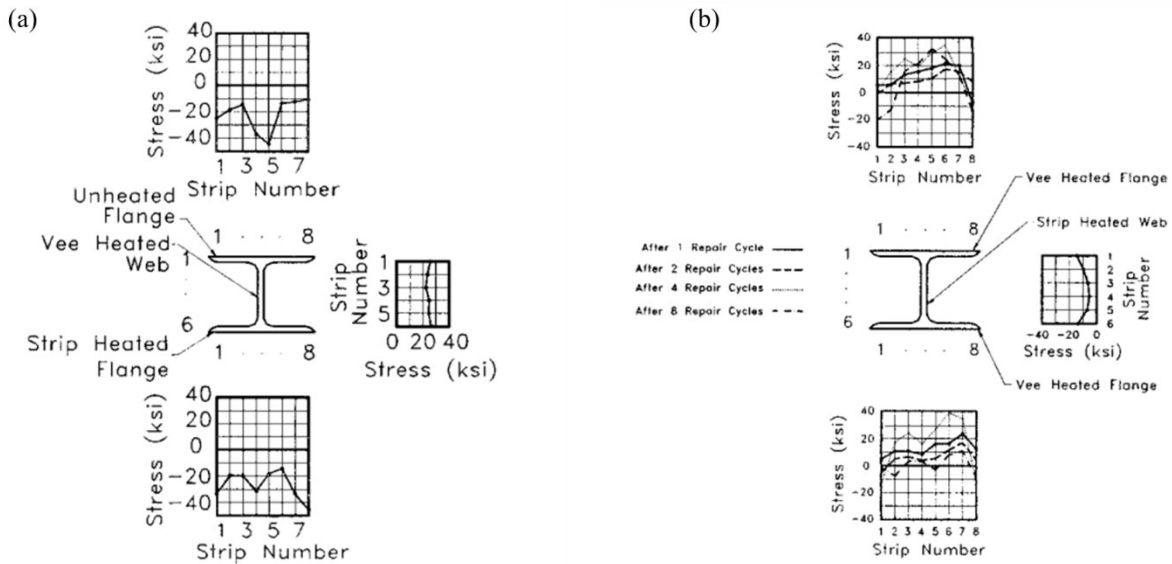 (a)
40
20
0
-20
-40
Stress (ksi)
1 3 5 7
Strip Number
Unheated
Flange
Vee Heated
Web
Strip Heated
Flange
1 . . . 8
1
6
1 . . . 8
Strip
Number
1
3
5
0 20 40
Stress (ksi)
40
20
0
-20
-40
Stress (ksi)
1 3 5 7
Strip Number
(b)
40
20
0
-20
-40
Stress (ksi)
1 2 3 4 5 6 7 8
Strip Number
Vee Heated Flange
Strip Heated Web
After 1 Repair Cycle
After 2 Repair Cycles
After 4 Repair Cycles
After 8 Repair Cycles
1 . . . 8
1
6
1 . . . 8
1
2
3
4
5
6
Strip
Number
-40 -20 0
Stress (ksi)
Vee Heated Flange
40
20
0
-20
-40
Stress (ksi)
1 2 3 4 5 6 7 8
Strip Number